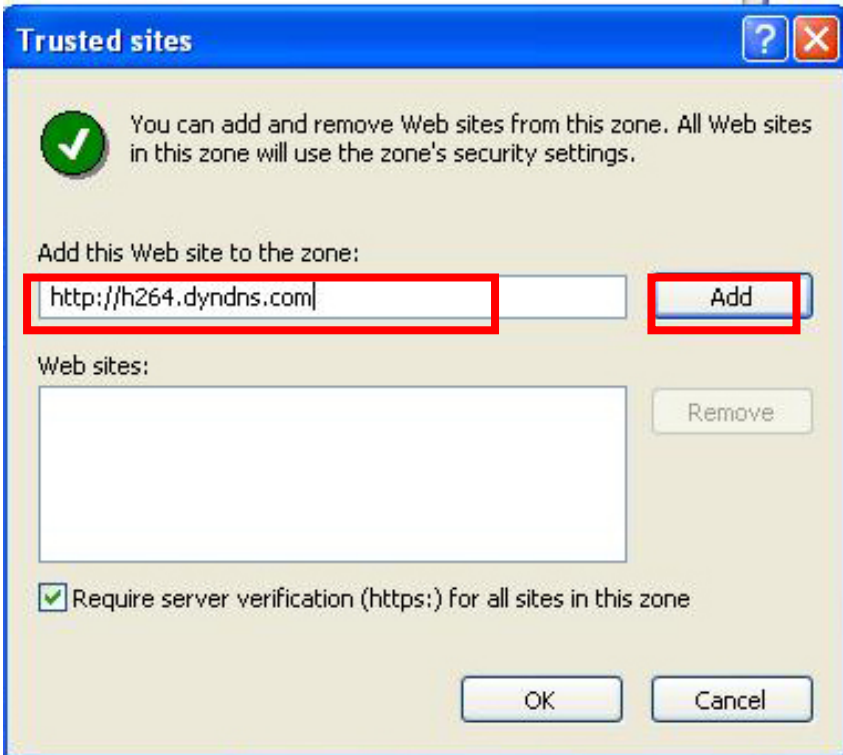 Trusted sites
You can add and remove Web sites from this zone. All Web sites
in this zone will use the zone's security settings.
Add this Web site to the zone:
http://h264.dyndns.com
Add
Web sites:
Remove
Require server verification (https:) for all sites in this zone
OK
Cancel